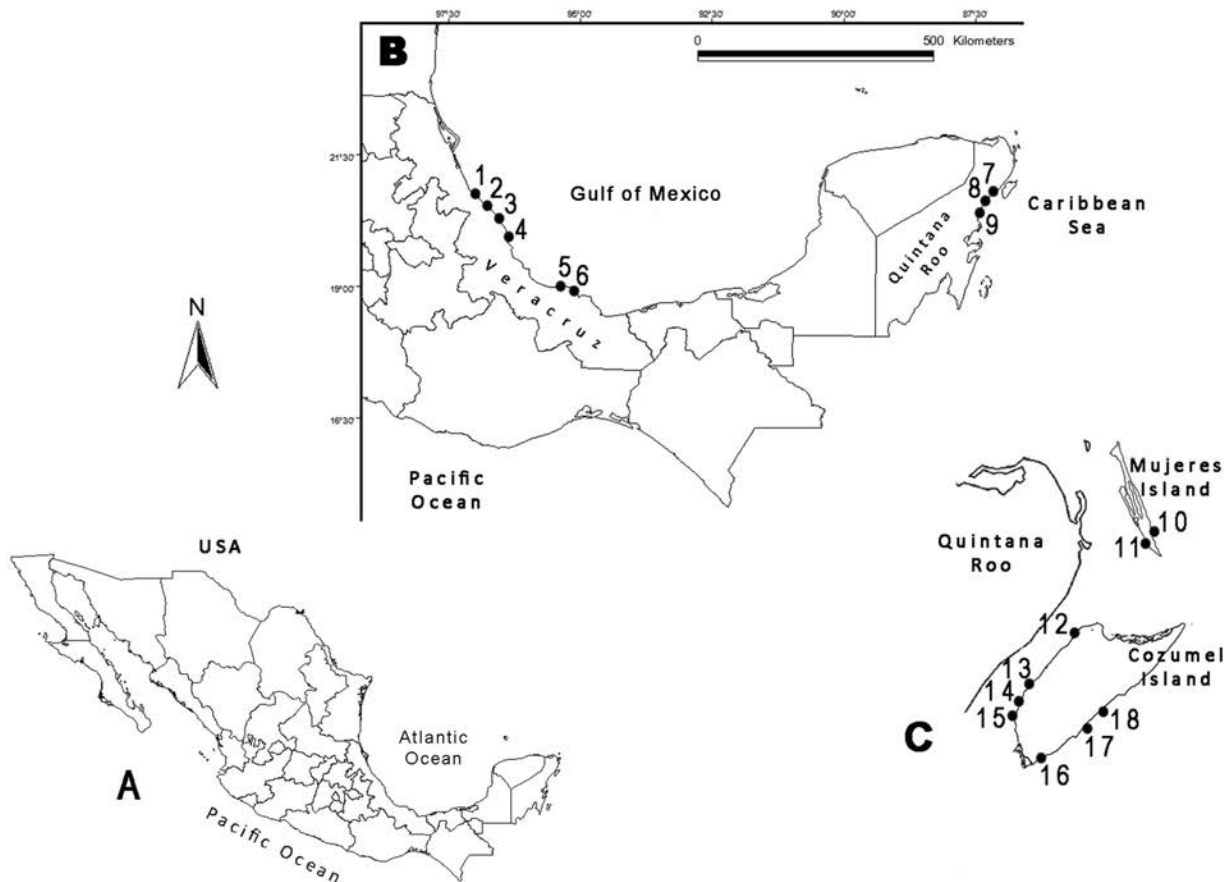 97°30' 95°00' 92°30' 90°00' 87°30'
B
0 500 Kilometers
21°30'
19°00'
16°30'
1
2
3
4
5
6
7
8
9
Gulf of Mexico
Caribbean
Sea
Quintana
Roo
Veracruz
N
Pacific
Ocean
USA
Atlantic
Ocean
A
Pacific Ocean
Mujeres
Island
10
11
Quintana
Roo
12
Cozumel
Island
13
14
15
18
17
16
C